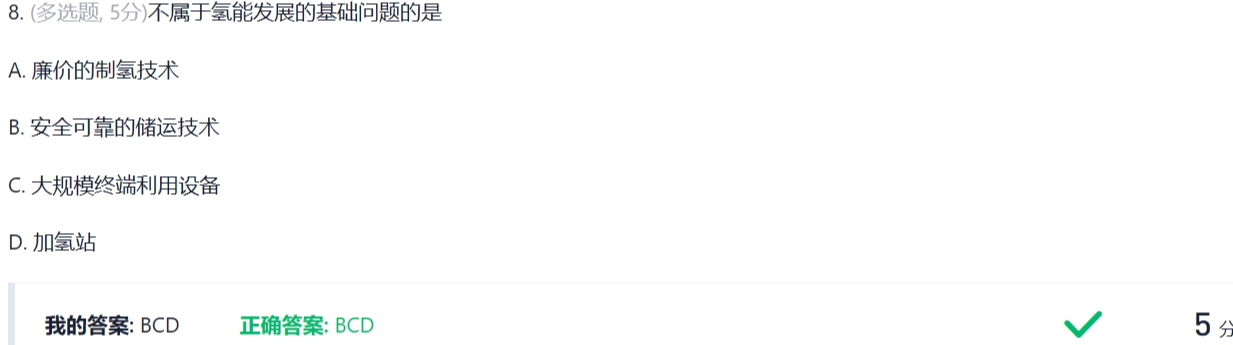 8. (多选题, 5分)不属于氢能发展的基础问题的是
A. 廉价的制氢技术
B. 安全可靠的储运技术
C. 大规模终端利用设备
D. 加氢站
我的答案: BCD 正确答案: BCD 5 分